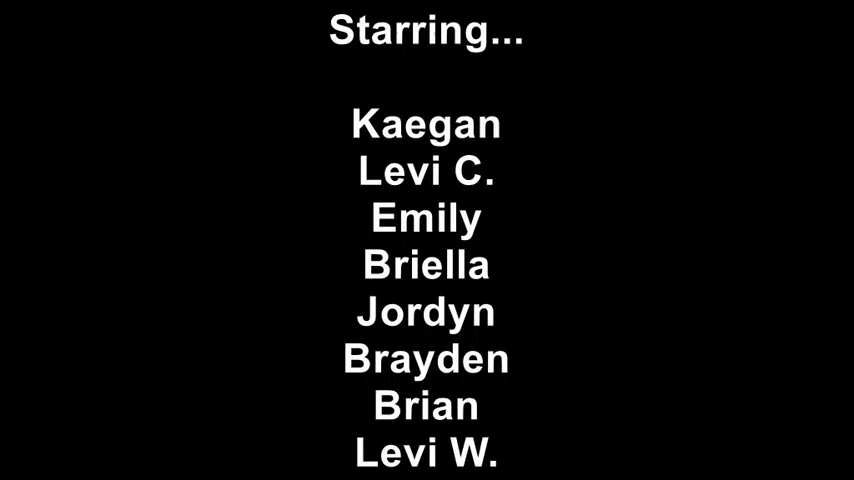 Starring...
Kaegan
Levi C.
Emily
Briella
Jordyn
Brayden
Brian
Levi W.